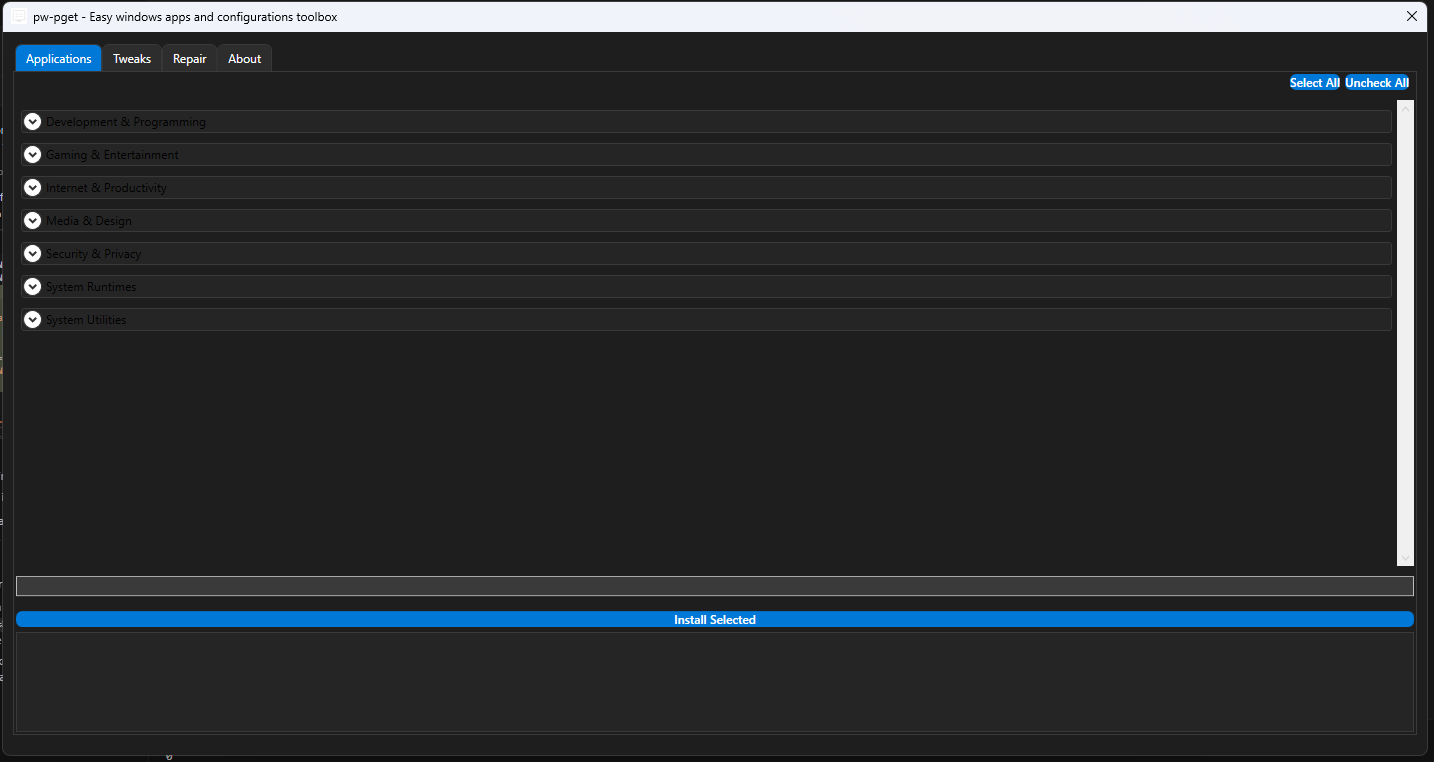 pw-pget - Easy windows apps and configurations toolbox
Applications Tweaks Repair About
Select All Uncheck All
Development & Programming
Gaming & Entertainment
Internet & Productivity
Media & Design
Security & Privacy
System Runtimes
System Utilities
Install Selected